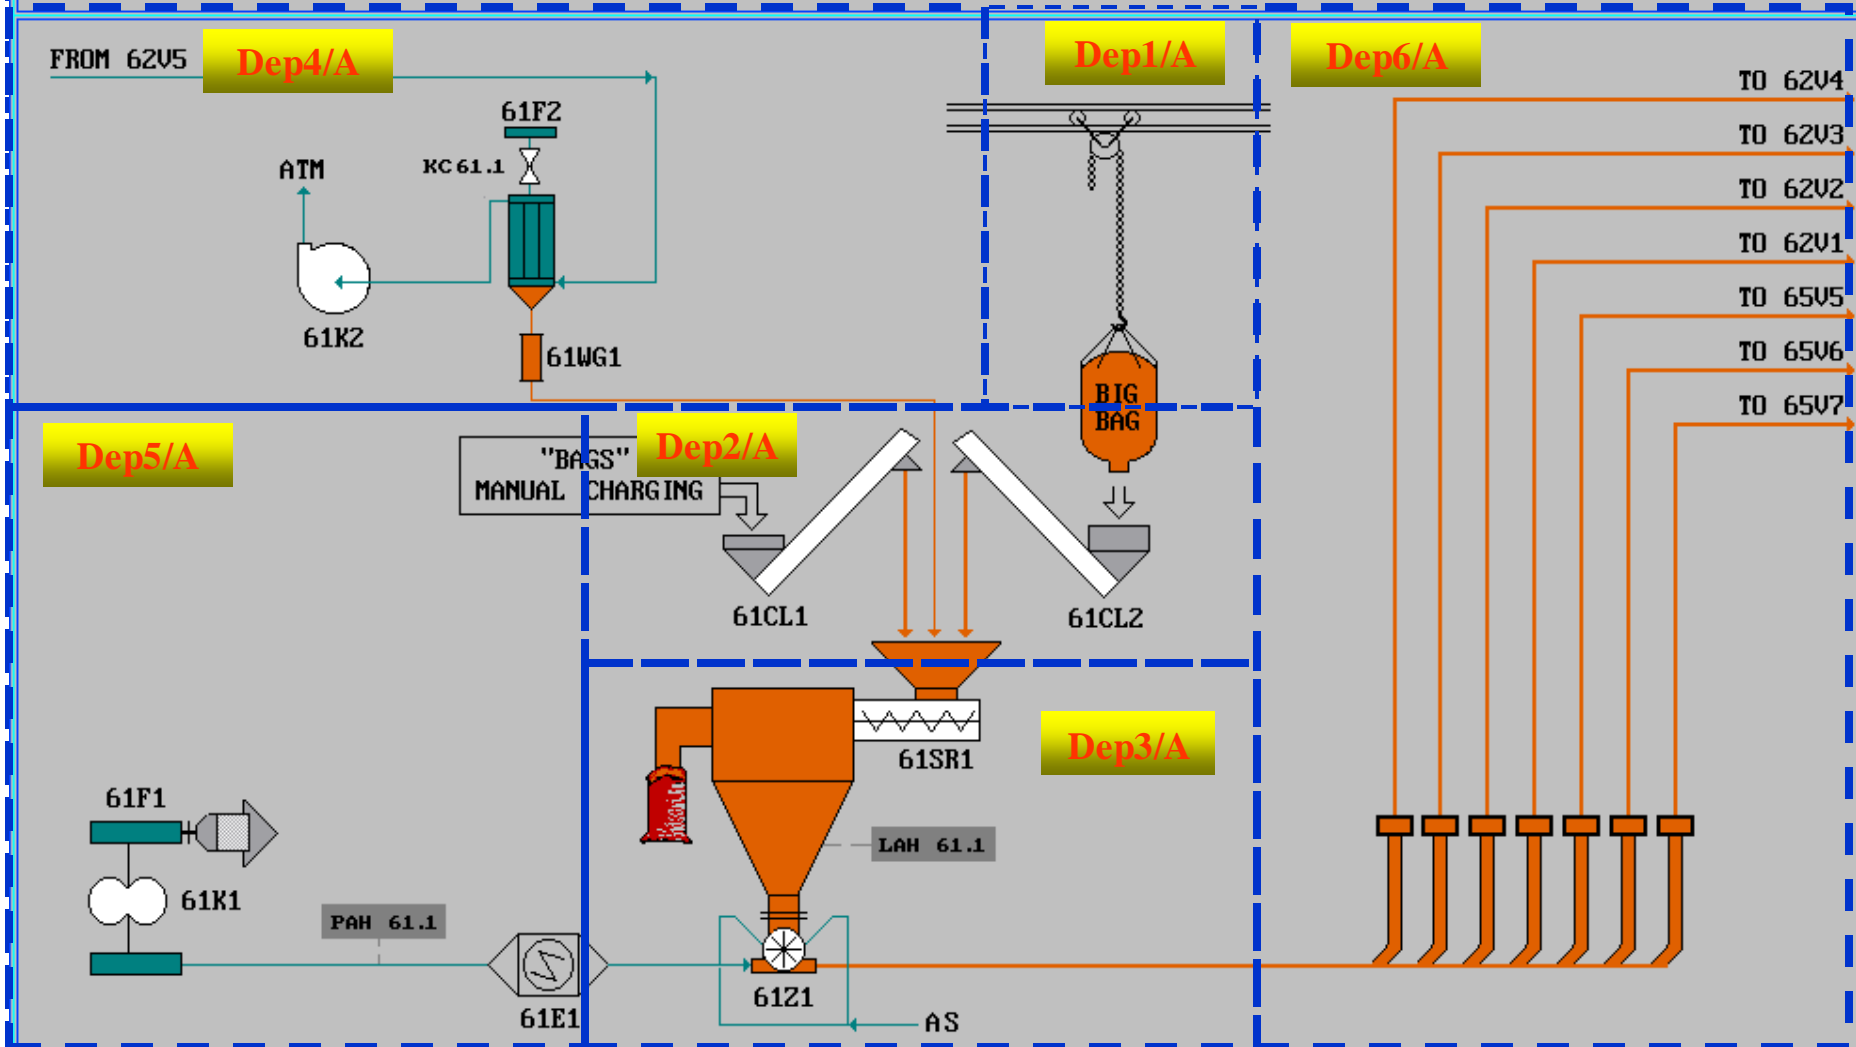 FROM 62V5
Dep4/A
Dep1/A
Dep6/A
TO 62V4
61F2
TO 62V3
KC61.1
ATM
TO 62V2
TO 62V1
TO 65V5
61K2
61WG1
TO 65V6
BIG
BAG
TO 65V7
Dep5/A
"BAGS"
MANUAL CHARGING
Dep2/A
61CL1
61CL2
61SR1
Dep3/A
61F1
LAH 61.1
61K1
PAH 61.1
61Z1
61E1
AS